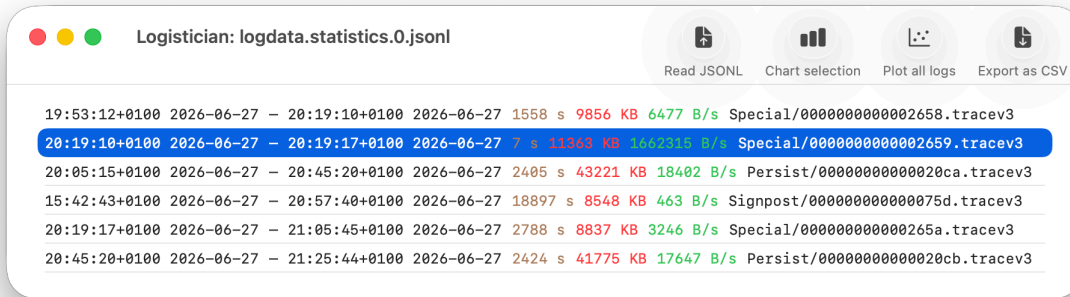 Logistician: logdata.statistics.0.jsonl
Read JSONL Chart selection Plot all logs Export as CSV
19:53:12+0100 2026-06-27 — 20:19:10+0100 2026-06-27 1558 s 9856 KB 6477 B/s Special/0000000000002658.tracev3
20:19:10+0100 2026-06-27 — 20:19:17+0100 2026-06-27 7 s 11363 KB 1662315 B/s Special/0000000000002659.tracev3
20:05:15+0100 2026-06-27 — 20:45:20+0100 2026-06-27 2405 s 43221 KB 18402 B/s Persist/00000000000020ca.tracev3
15:42:43+0100 2026-06-27 — 20:57:40+0100 2026-06-27 18897 s 8548 KB 463 B/s Signpost/000000000000075d.tracev3
20:19:17+0100 2026-06-27 — 21:05:45+0100 2026-06-27 2788 s 8837 KB 3246 B/s Special/000000000000265a.tracev3
20:45:20+0100 2026-06-27 — 21:25:44+0100 2026-06-27 2424 s 41775 KB 17647 B/s Persist/00000000000020cb.tracev3